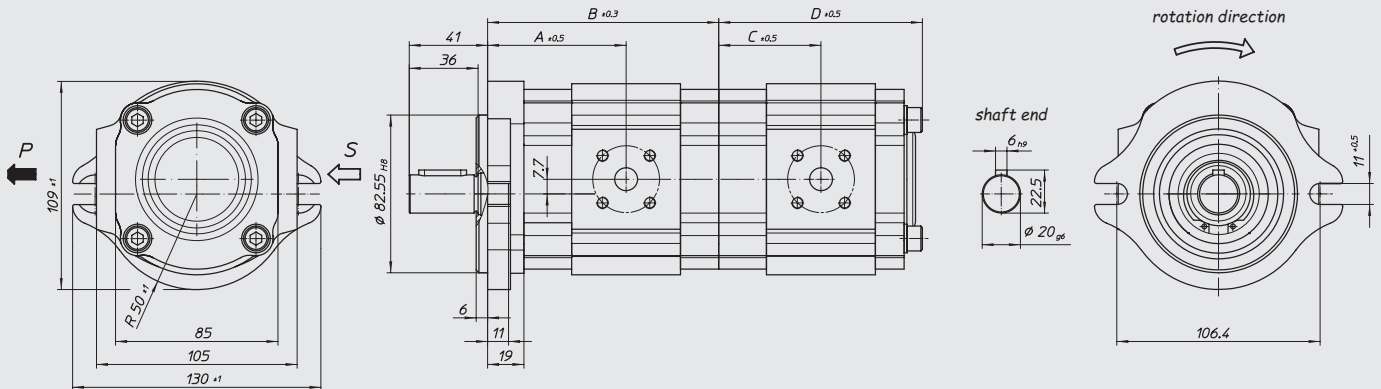 P
S
109 ±1
R 50 ±1
85
105
130 ±1
41
36
B ±0.3
A ±0.5
D ±0.5
C ±0.5
ϕ 82.55 H8
7.7
6
11
19
shaft end
6 h9
22.5
ϕ 20 g6
rotation direction
11 +0.5
106.4